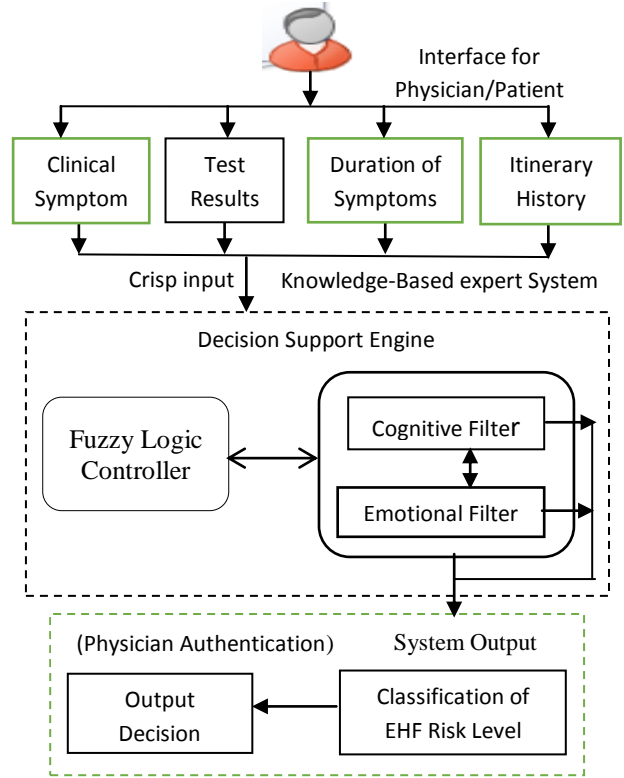 Interface for
Physician/Patient
Clinical
Symptom
Test
Results
Duration of
Symptoms
Itinerary
History
Crisp input
Knowledge-Based expert System
Decision Support Engine
Fuzzy Logic
Controller
Cognitive Filter
Emotional Filter
(Physician Authentication)
System Output
Output
Decision
Classification of
EHF Risk Level